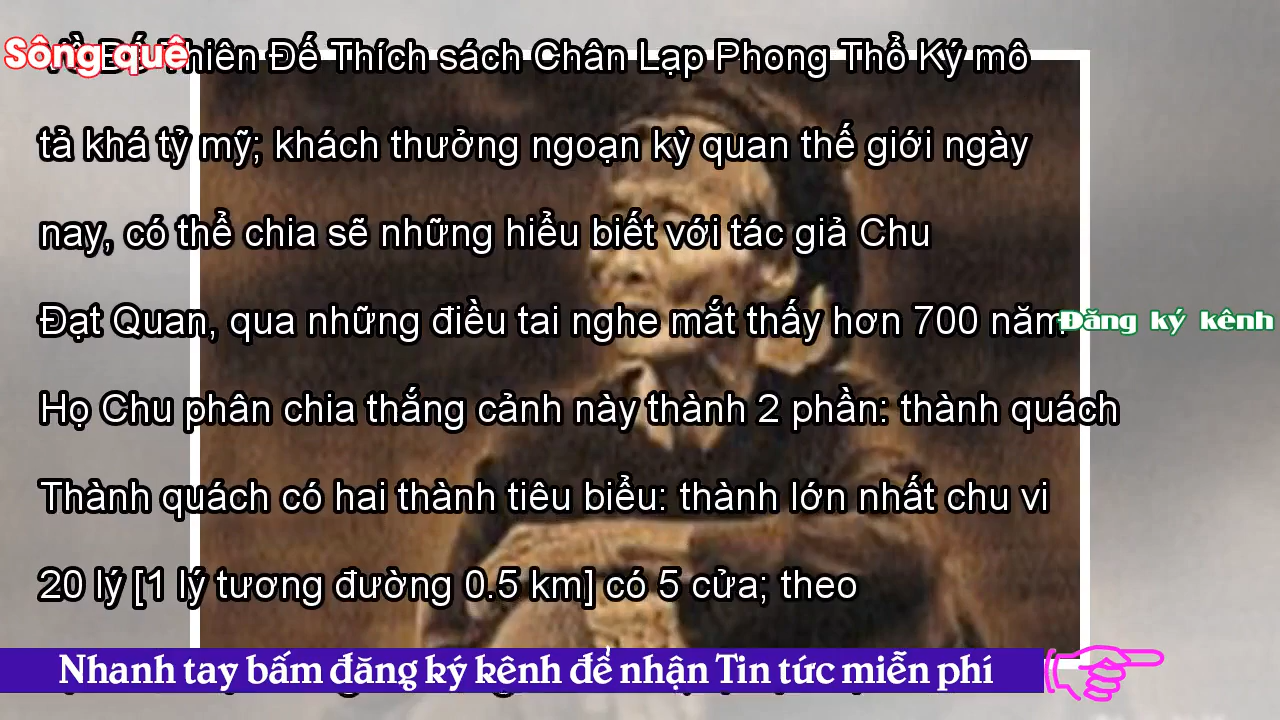 Sông quê
Về Đế Thiên Đế Thích sách Chân Lạp Phong Thổ Ký mô
tả khá tỷ mỹ; khách thưởng ngoạn kỳ quan thế giới ngày
nay, có thể chia sẽ những hiểu biết với tác giả Chu
Đạt Quan, qua những điều tai nghe mắt thấy hơn 700 năm
Đăng ký kênh
Họ Chu phân chia thắng cảnh này thành 2 phần: thành quách
Thành quách có hai thành tiêu biểu: thành lớn nhất chu vi
20 lý [1 lý tương đường 0.5 km] có 5 cửa; theo
Nhanh tay bấm đăng ký kênh để nhận Tin tức miễn phí